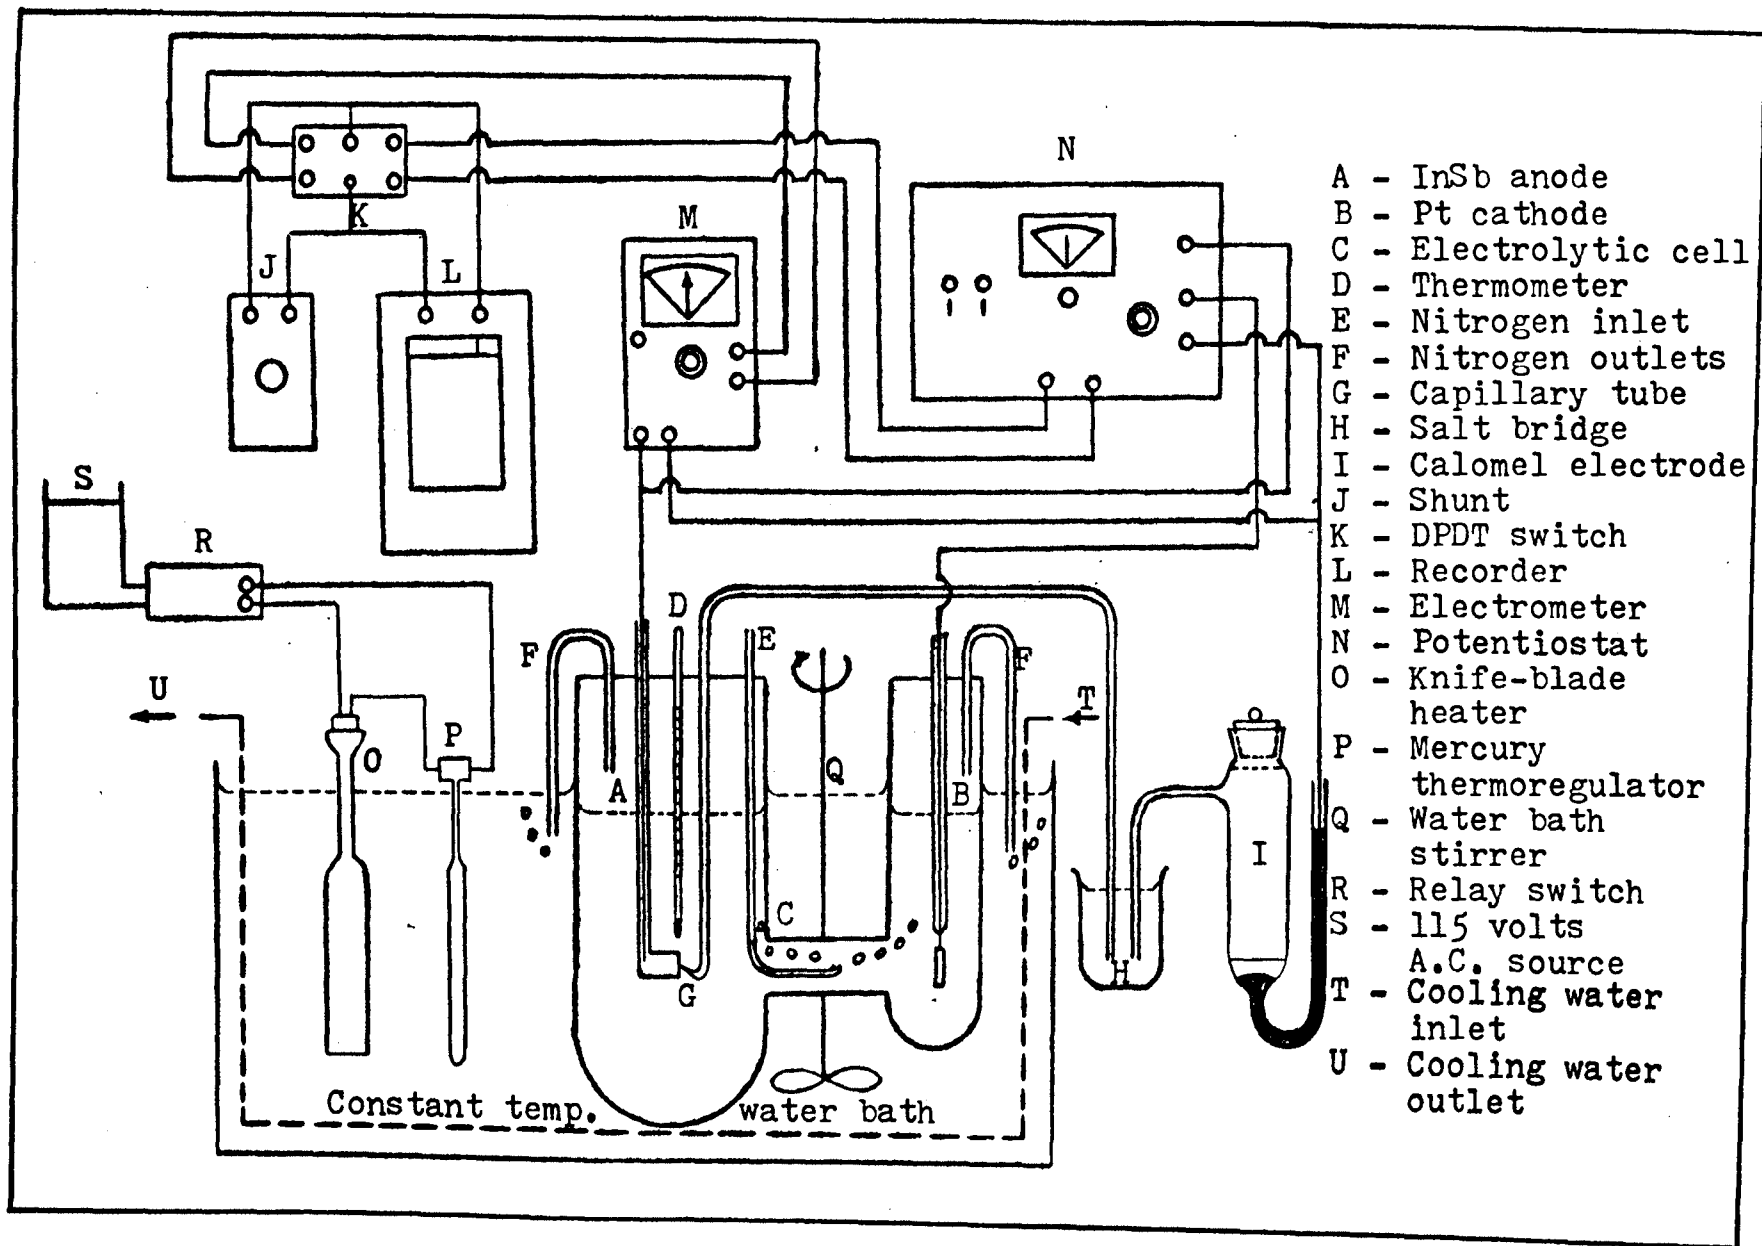 N
K
M
J
L
S
R
D
E
F
F
U
T
P
O
A
Q
B
C
I
G
H
Constant temp. water bath
A - InSb anode
B - Pt cathode
C - Electrolytic cell
D - Thermometer
E - Nitrogen inlet
F - Nitrogen outlets
G - Capillary tube
H - Salt bridge
I - Calomel electrode
J - Shunt
K - DPDT switch
L - Recorder
M - Electrometer
N - Potentiostat
O - Knife-blade
heater
P - Mercury
thermoregulator
Q - Water bath
stirrer
R - Relay switch
S - 115 volts
A.C. source
T - Cooling water
inlet
U - Cooling water
outlet